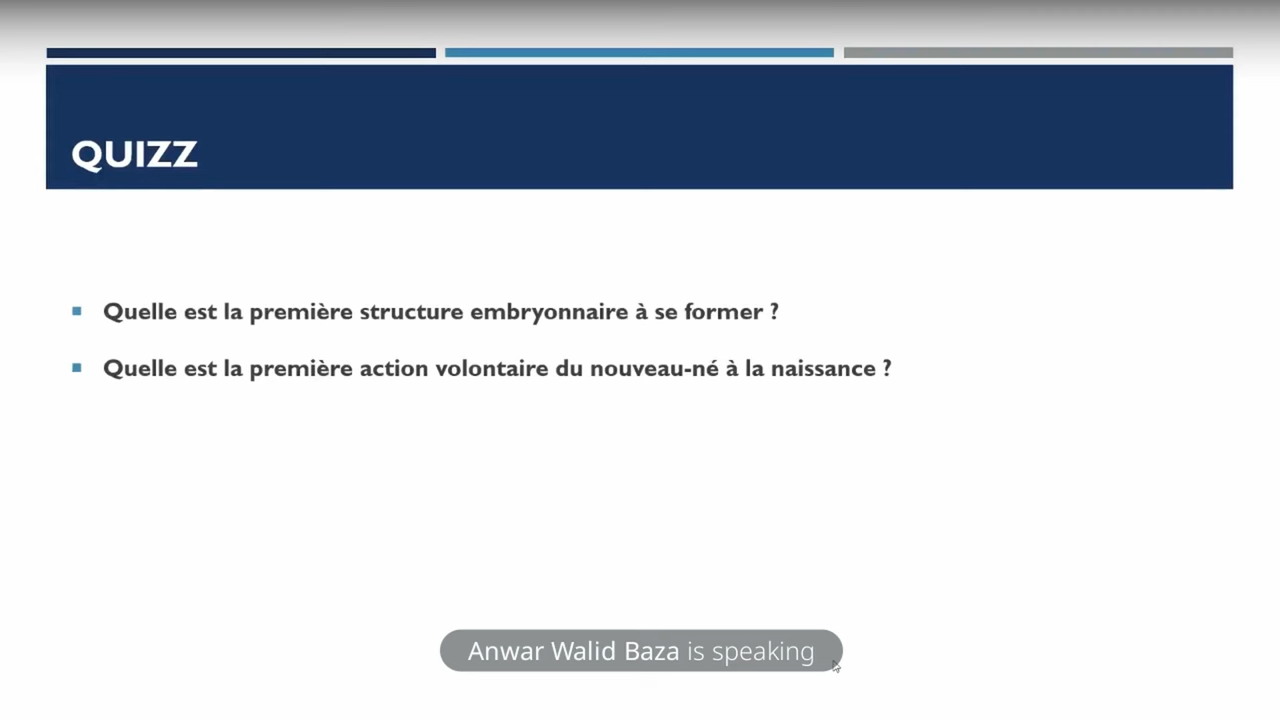 QUIZZ
Quelle est la première structure embryonnaire à se former ?
Quelle est la première action volontaire du nouveau-né à la naissance ?
Anwar Walid Baza is speaking